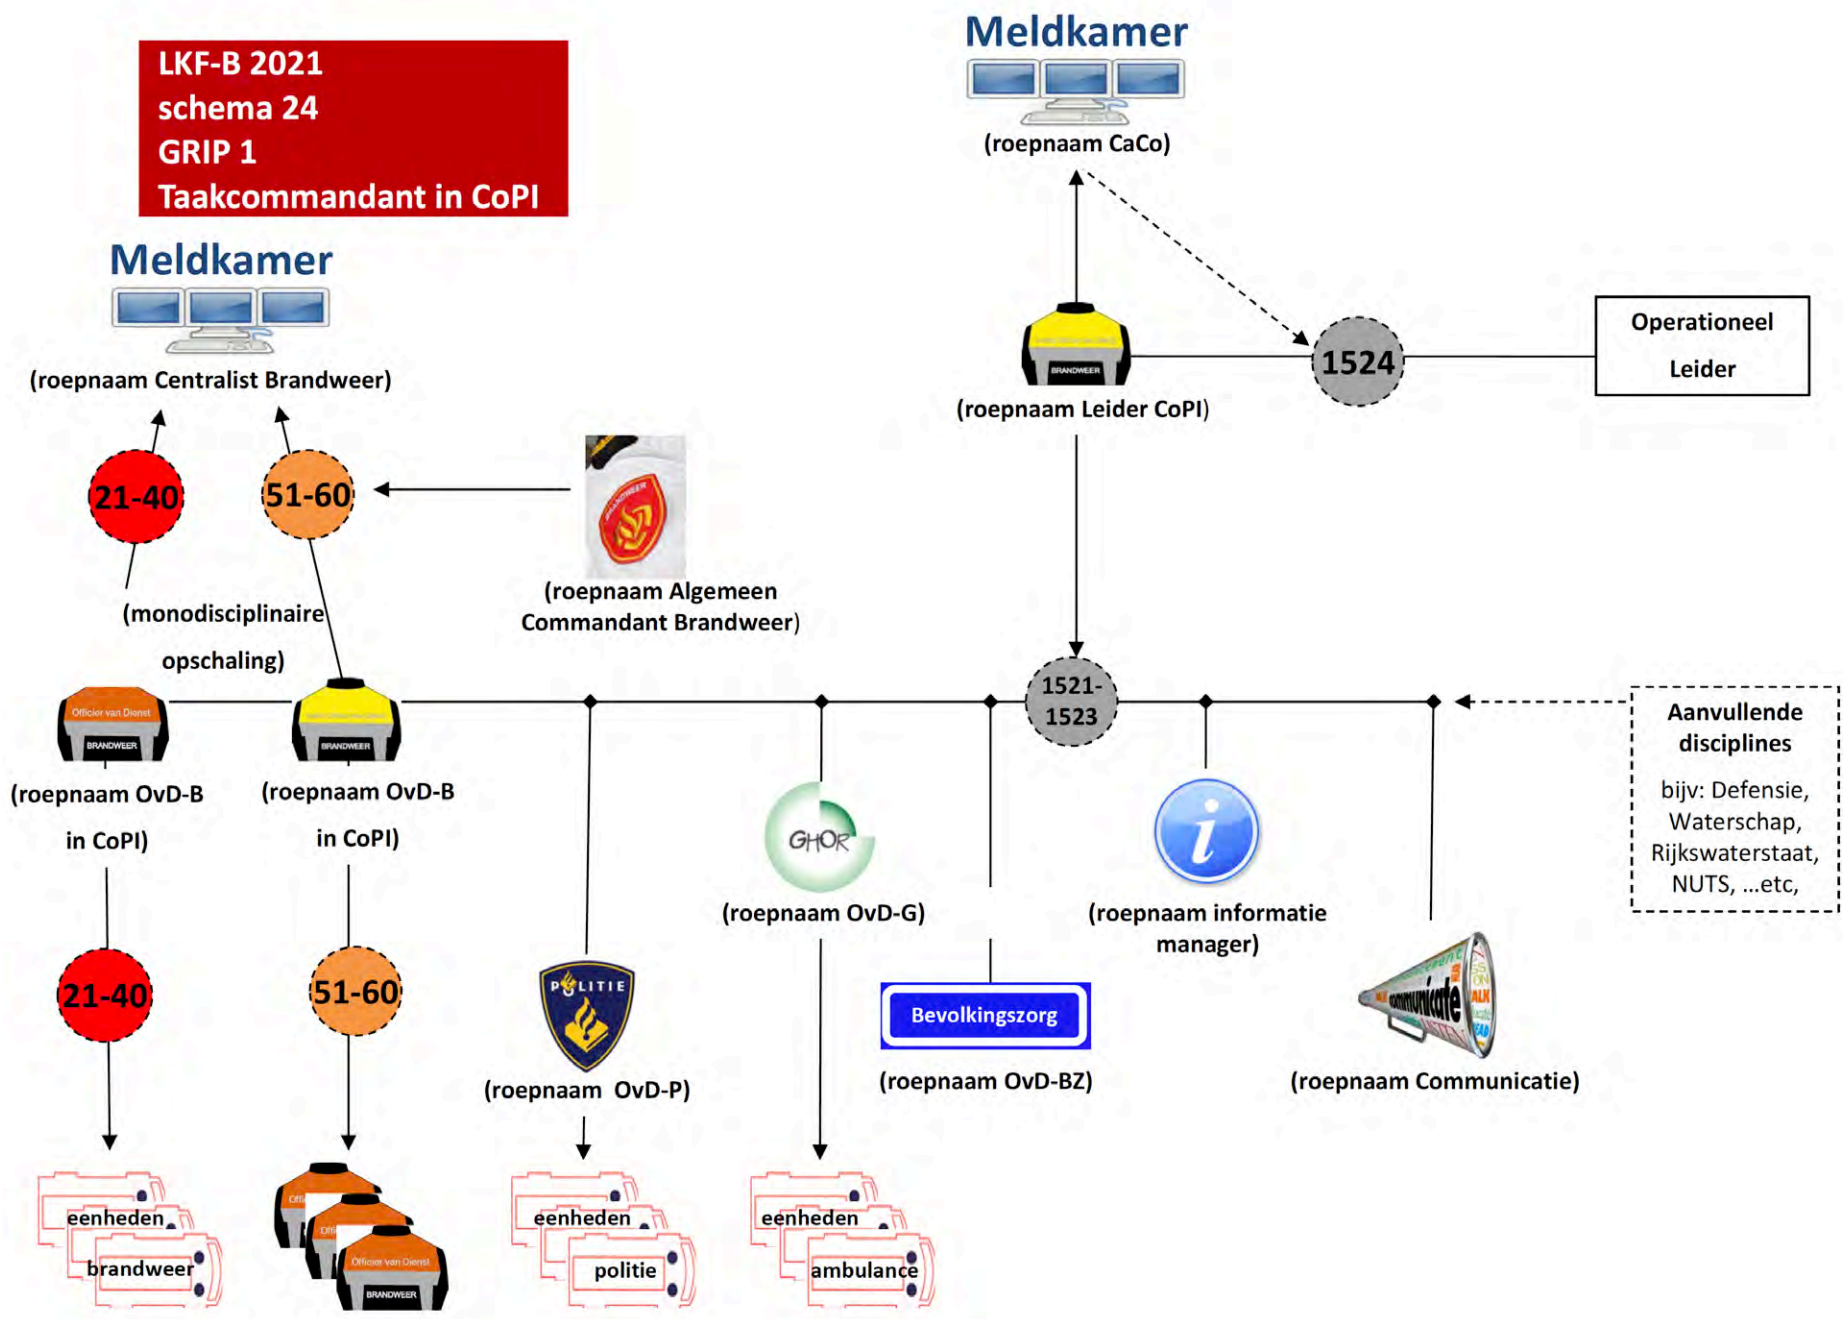 LKF-B 2021
schema 24
GRIP 1
Taakcommandant in CoPI
Meldkamer
(roepnaam CaCo)
Meldkamer
(roepnaam Centralist Brandweer)
BRANDWEER
(roepnaam Leider CoPI)
1524
Operationeel
Leider
21-40
51-60
BRANDWEER
(roepnaam Algemeen
Commandant Brandweer)
(monodisciplinaire
opschaling)
Officier van Dienst
BRANDWEER
(roepnaam OvD-B
in CoPI)
BRANDWEER
(roepnaam OvD-B
in CoPI)
1521-
1523
Aanvullende
disciplines
bijv: Defensie,
Waterschap,
Rijkswaterstaat,
NUTS, ...etc,
GHOR
(roepnaam OvD-G)
i
(roepnaam informatie
manager)
21-40
51-60
POLITIE
(roepnaam OvD-P)
Bevolkingszorg
(roepnaam OvD-BZ)
communicate
(roepnaam Communicatie)
eenheden
brandweer
Officier van Dienst
BRANDWEER
eenheden
politie
eenheden
ambulance